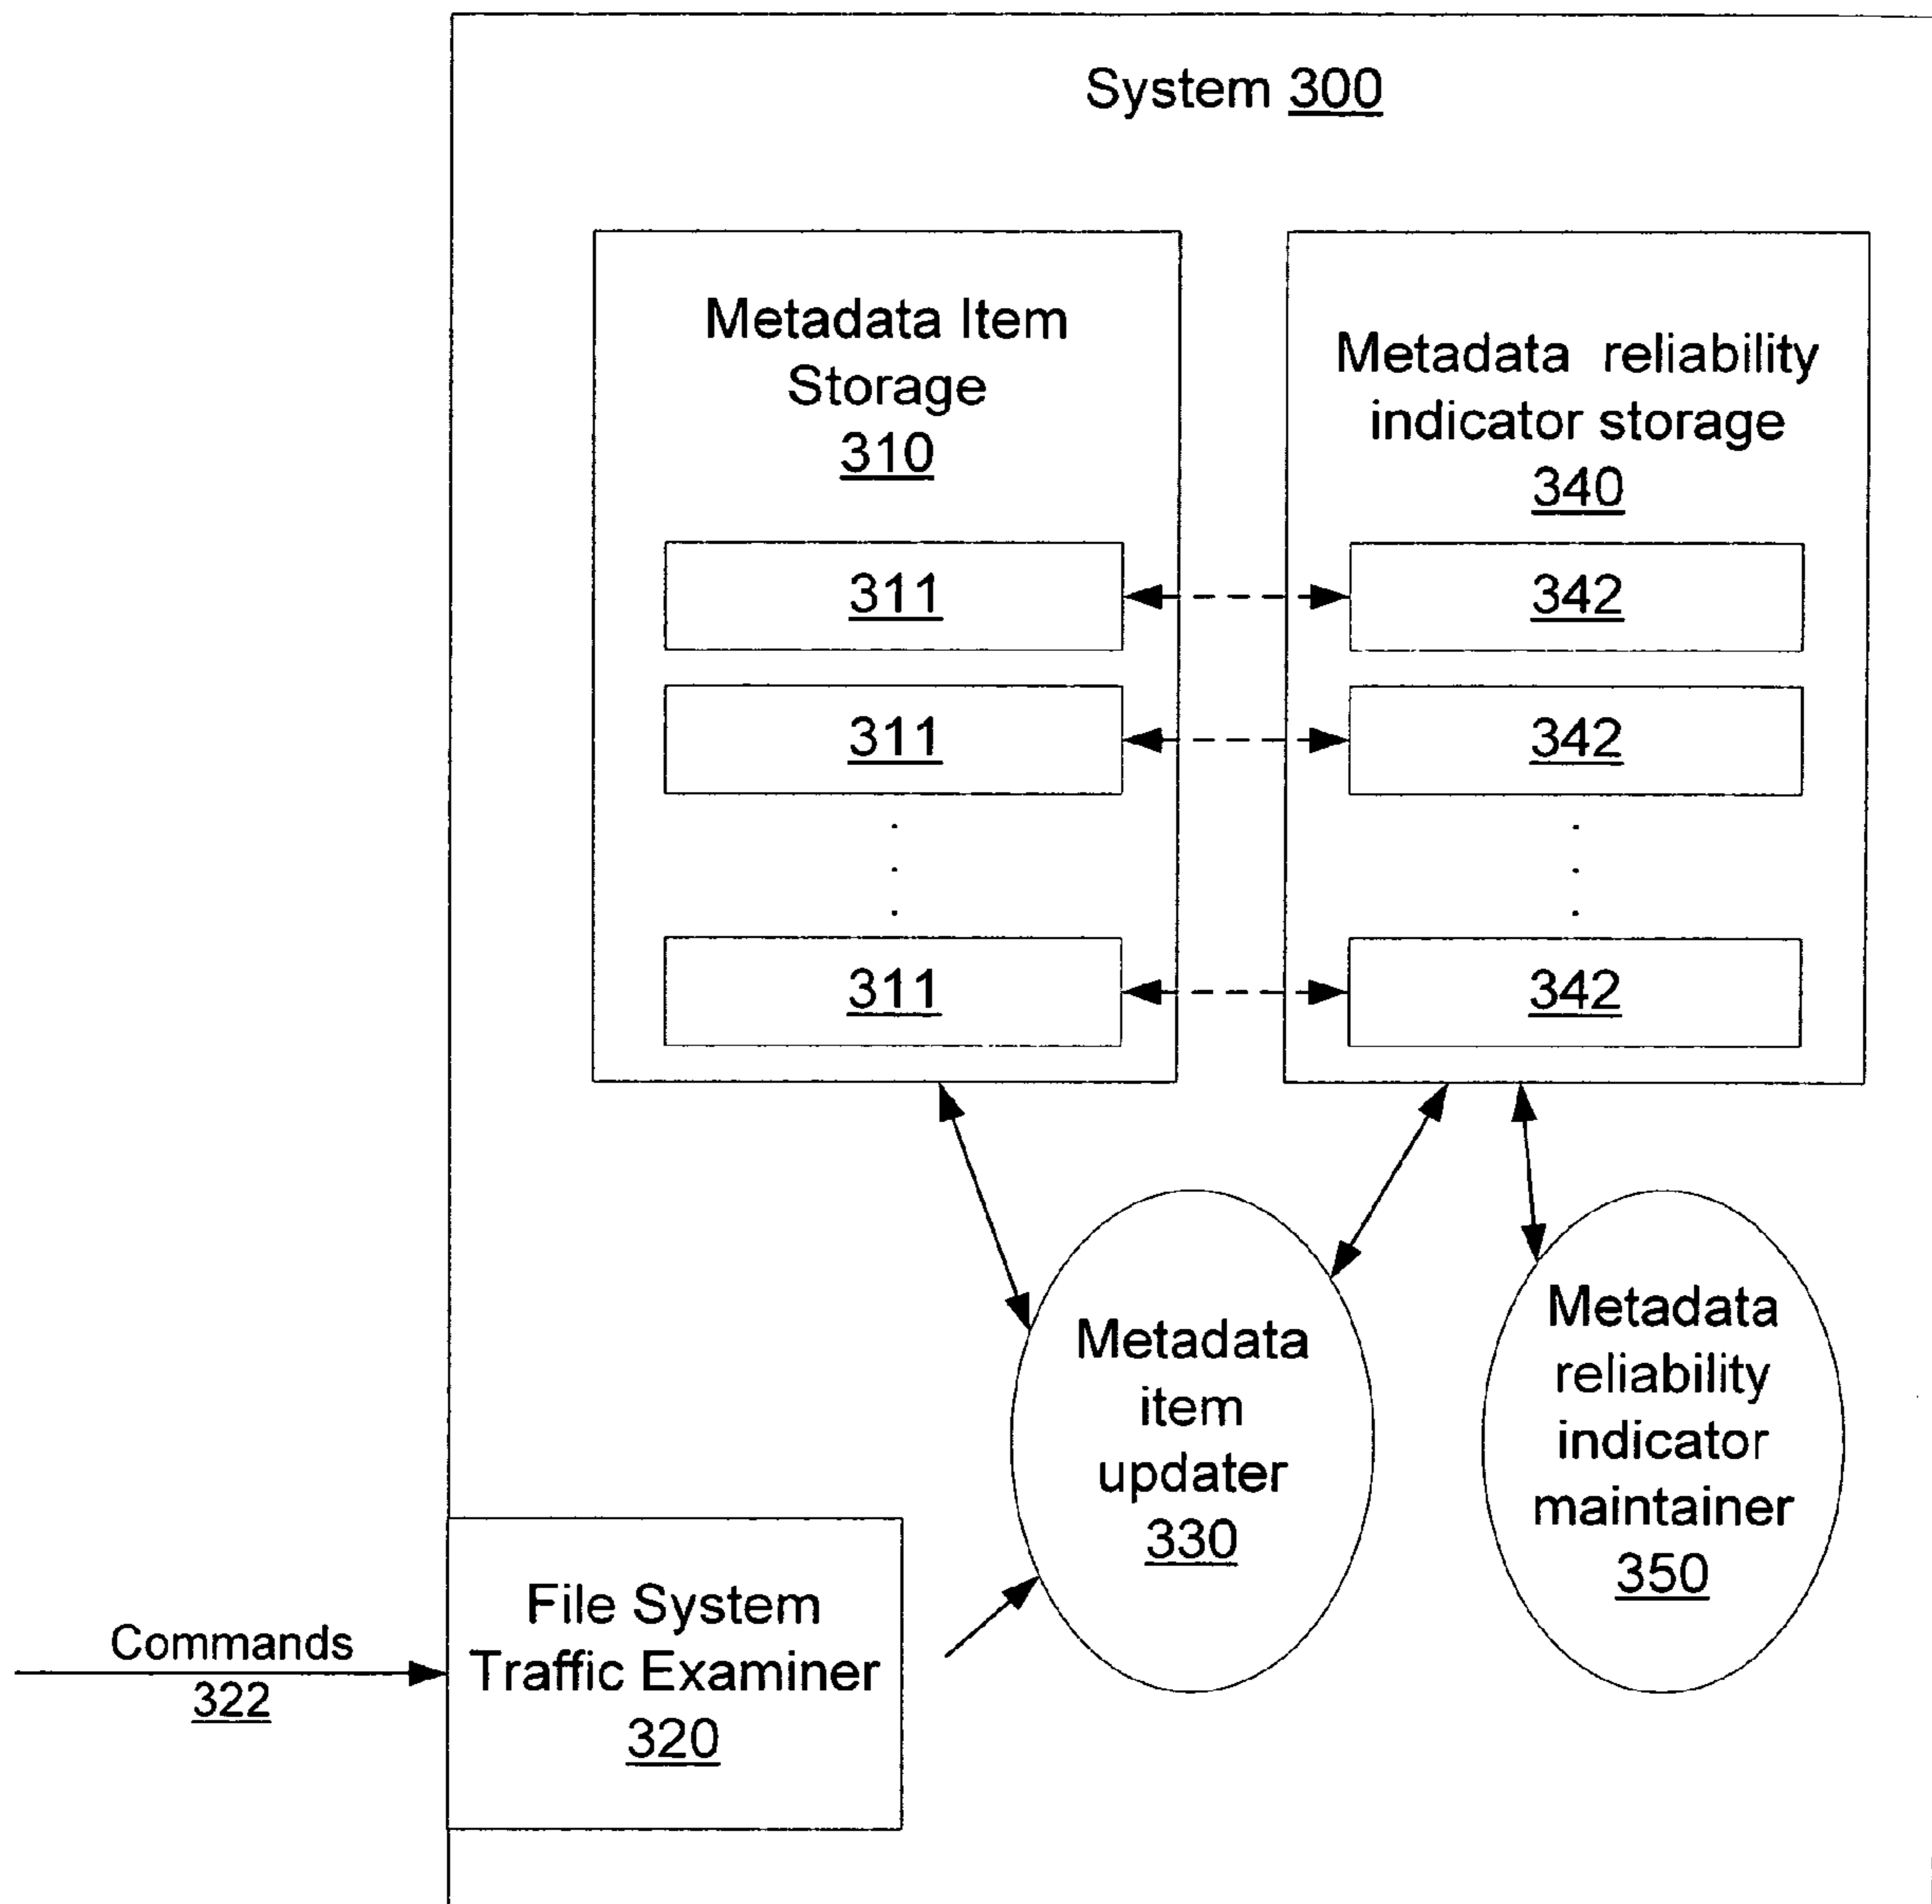 System 300
Metadata Item
Storage
310
311
311
311
Metadata reliability
indicator storage
340
342
342
342
Metadata
item
updater
330
Metadata
reliability
indicator
maintainer
350
File System
Traffic Examiner
320
Commands
322